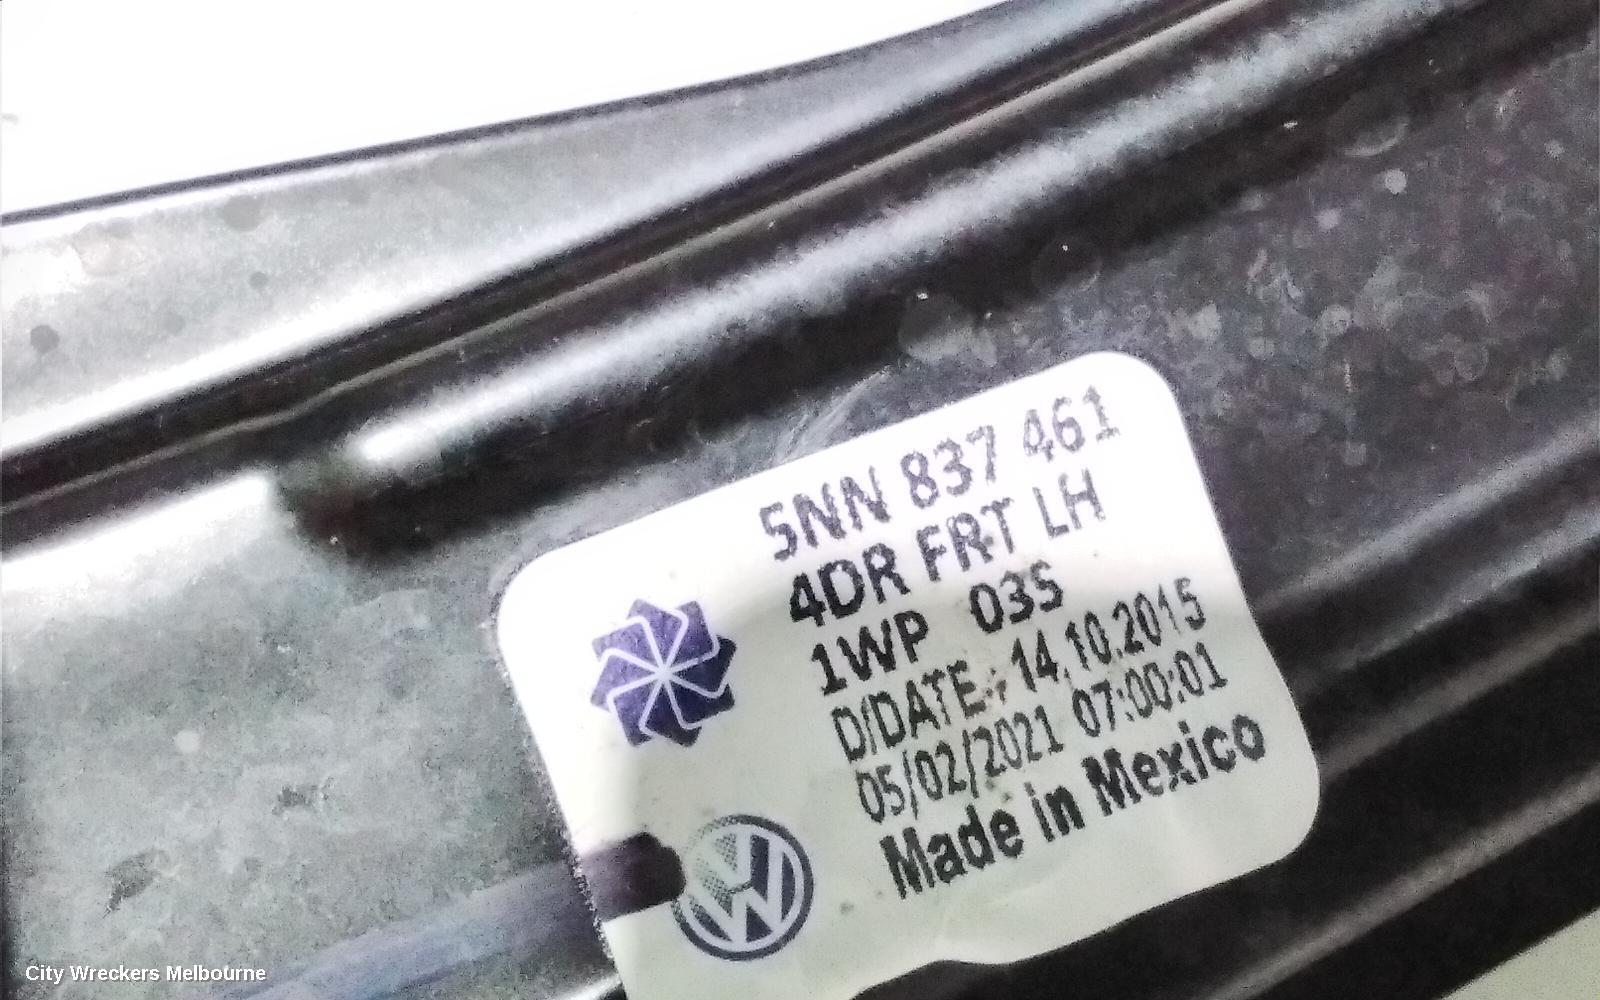 5NN 837 461
4DR FRT LH
1WP 03S
D/DATE: 14.10.2015
05/02/2021 07:00:01
Made in Mexico
City Wreckers Melbourne